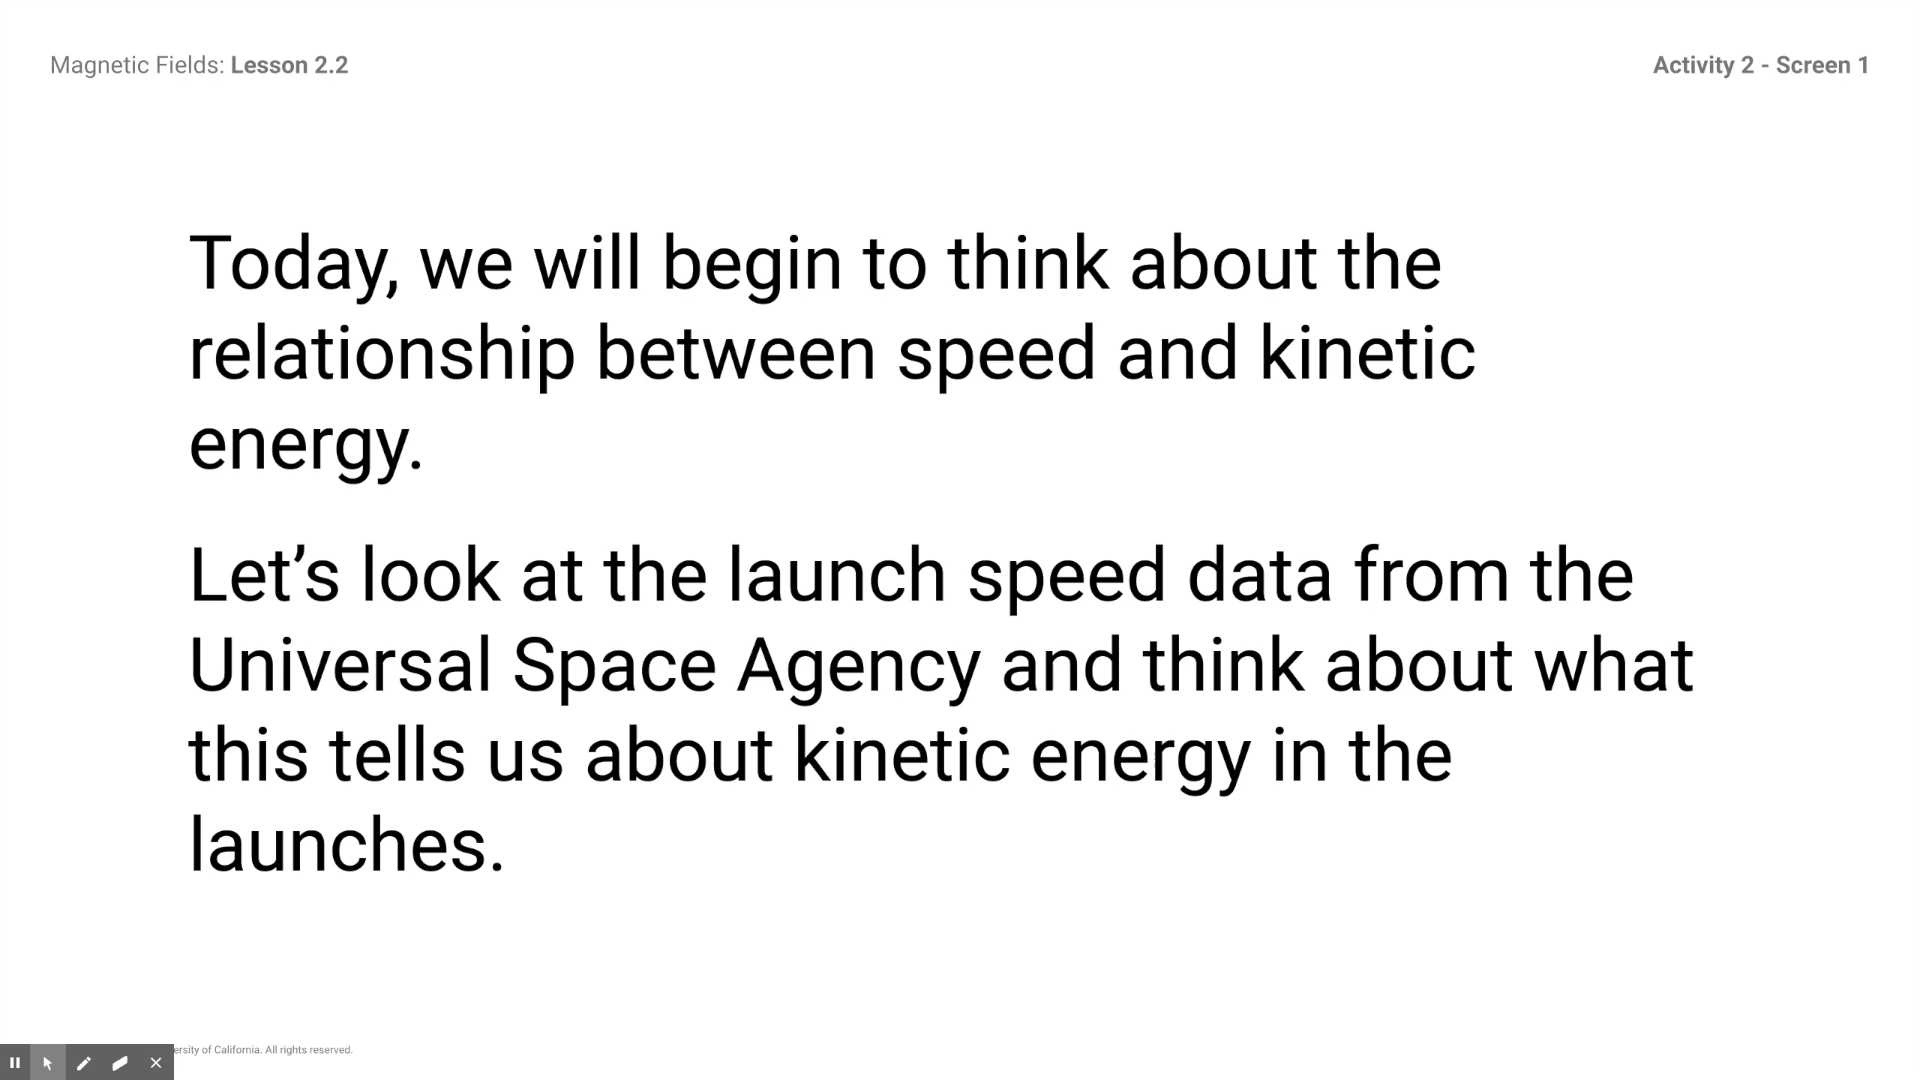 Magnetic Fields: Lesson 2.2
Activity 2 - Screen 1
Today, we will begin to think about the
relationship between speed and kinetic
energy.
Let’s look at the launch speed data from the
Universal Space Agency and think about what
this tells us about kinetic energy in the
launches.
of California. All rights reserved.